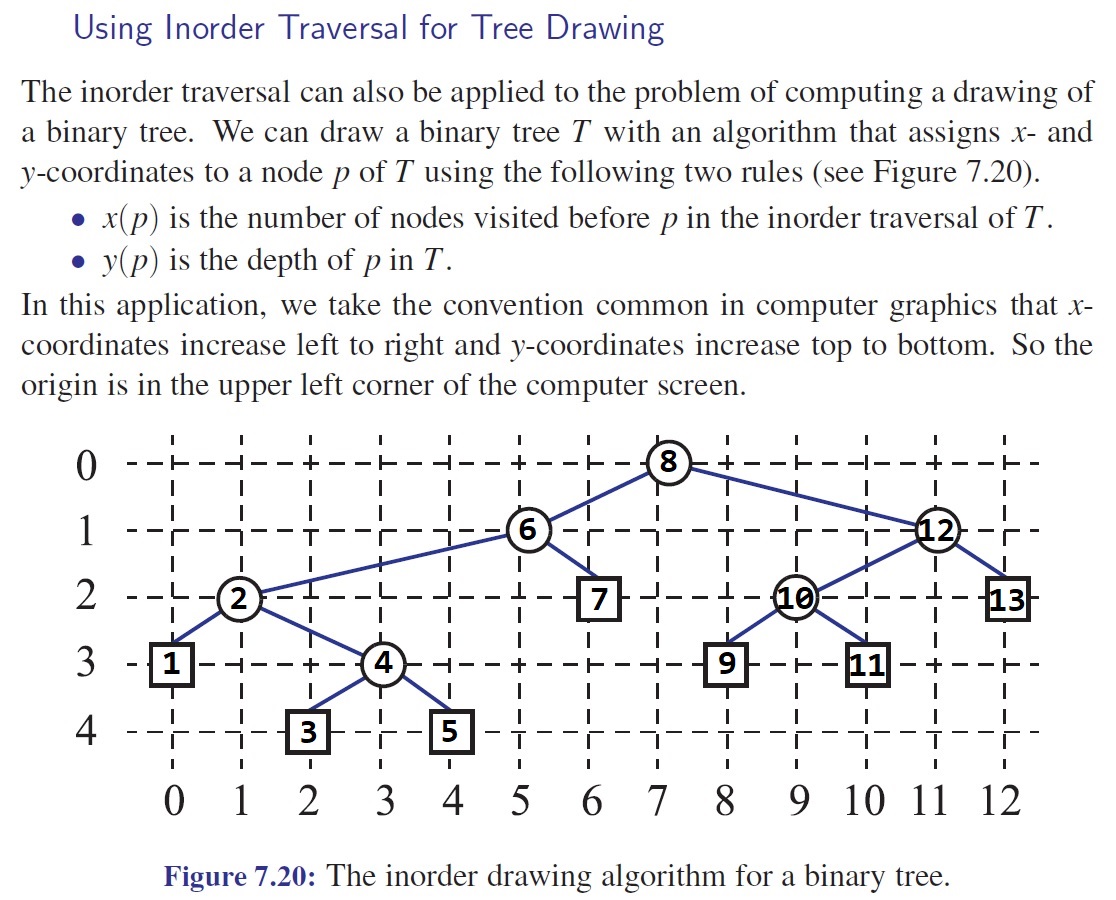 Using Inorder Traversal for Tree Drawing
The inorder traversal can also be applied to the problem of computing a drawing of
a binary tree. We can draw a binary tree T with an algorithm that assigns x- and
y-coordinates to a node p of T using the following two rules (see Figure 7.20).
• x(p) is the number of nodes visited before p in the inorder traversal of T.
• y(p) is the depth of p in T.
In this application, we take the convention common in computer graphics that x-
coordinates increase left to right and y-coordinates increase top to bottom. So the
origin is in the upper left corner of the computer screen.
0 8
1 6 12
2 2 7 10 13
3 1 4 9 11
4 3 5
0 1 2 3 4 5 6 7 8 9 10 11 12
Figure 7.20: The inorder drawing algorithm for a binary tree.